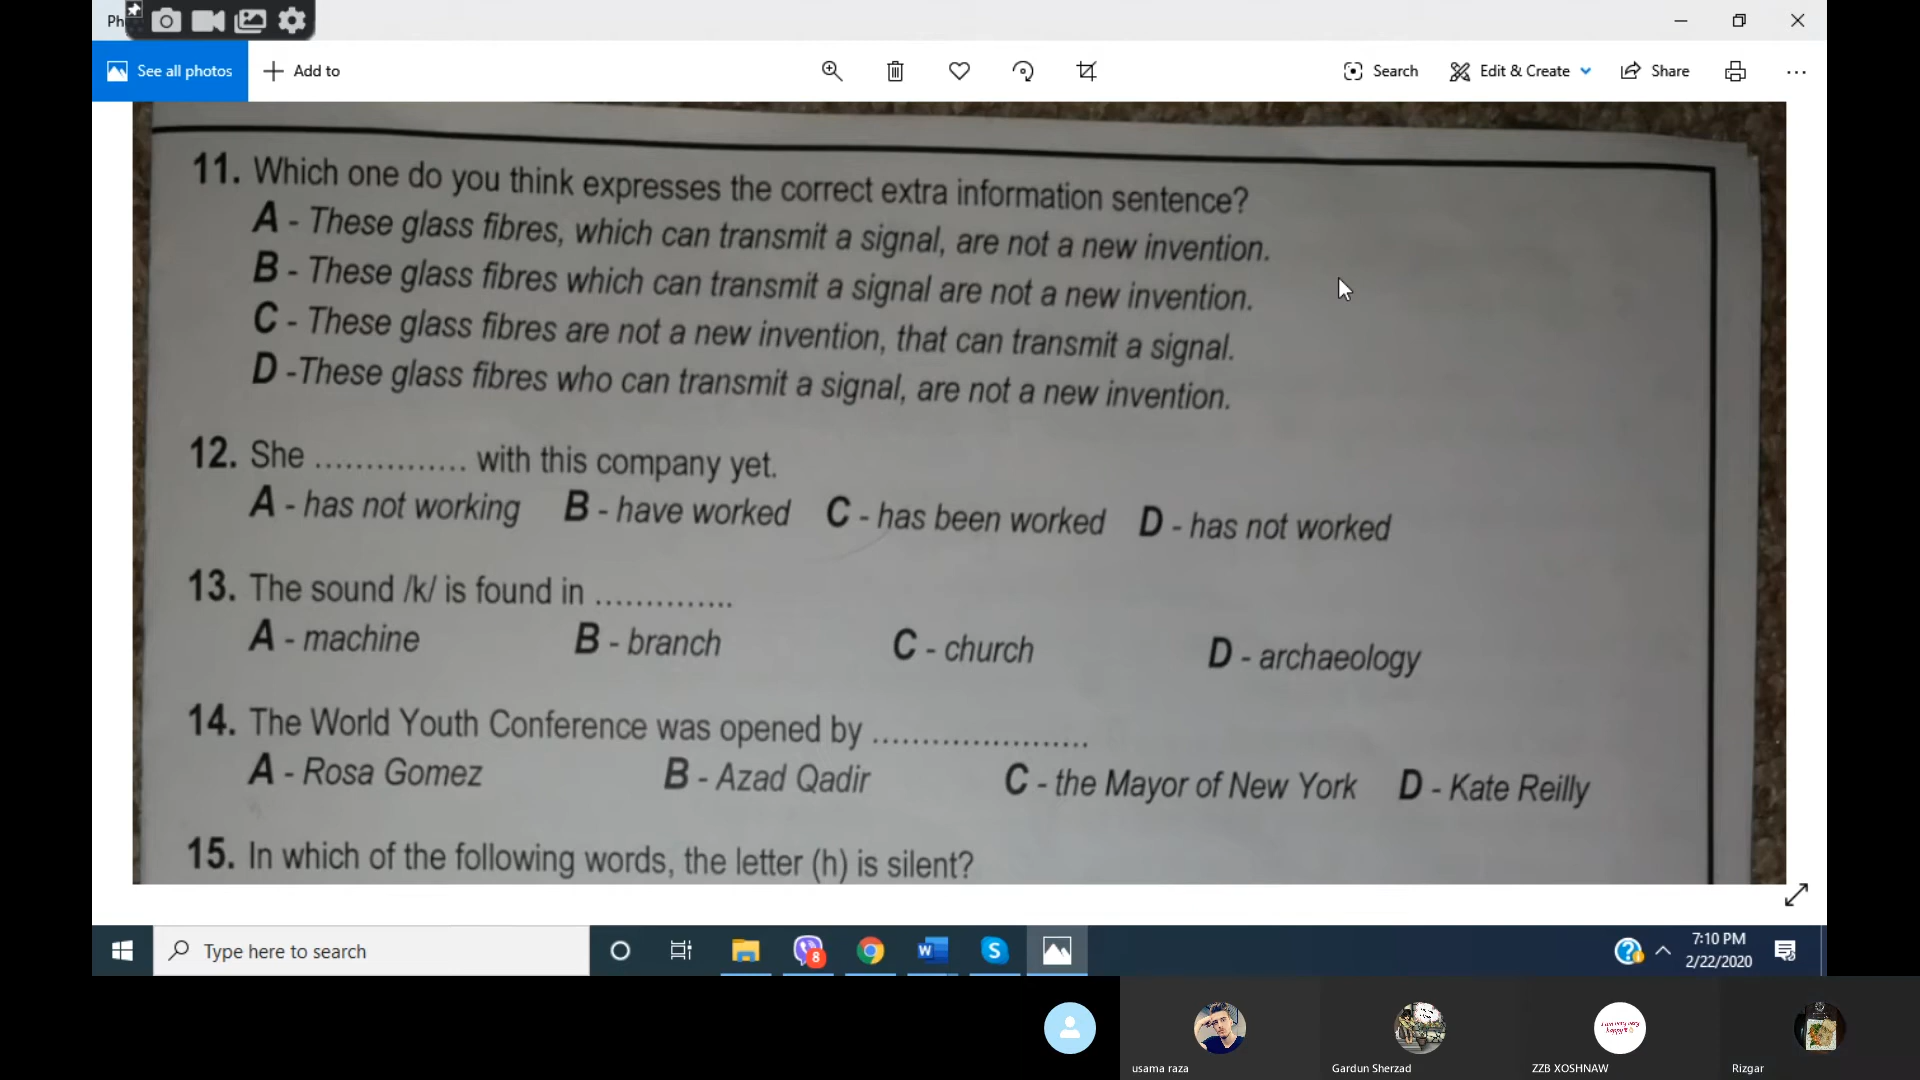 Ph
See all photos
Add to
Search
Edit & Create
Share
11. Which one do you think expresses the correct extra information sentence?
A - These glass fibres, which can transmit a signal, are not a new invention.
B - These glass fibres which can transmit a signal are not a new invention.
C - These glass fibres are not a new invention, that can transmit a signal.
D -These glass fibres who can transmit a signal, are not a new invention.
12. She ............... with this company yet.
A - has not working B - have worked C - has been worked D - has not worked
13. The sound /k/ is found in ..............
A - machine B - branch C - church D - archaeology
14. The World Youth Conference was opened by ......................
A - Rosa Gomez B - Azad Qadir C - the Mayor of New York D - Kate Reilly
15. In which of the following words, the letter (h) is silent?
Type here to search
8
7:10 PM
2/22/2020
usama raza
Gardun Sherzad
ZZB XOSHNAW
Rizgar